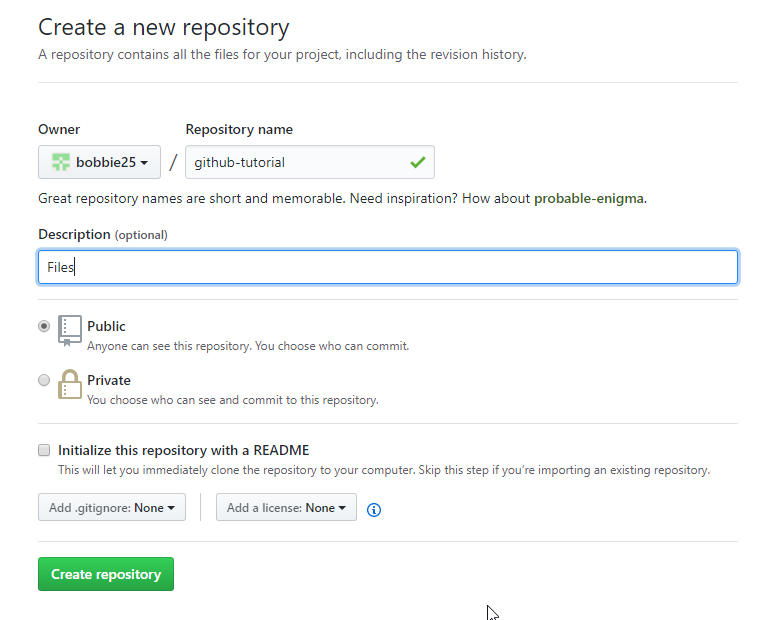 Create a new repository
A repository contains all the files for your project, including the revision history.
Owner Repository name
bobbie25 / github-tutorial
Great repository names are short and memorable. Need inspiration? How about probable-enigma.
Description (optional)
Files
Public
Anyone can see this repository. You choose who can commit.
Private
You choose who can see and commit to this repository.
Initialize this repository with a README
This will let you immediately clone the repository to your computer. Skip this step if you’re importing an existing repository.
Add .gitignore: None Add a license: None
Create repository